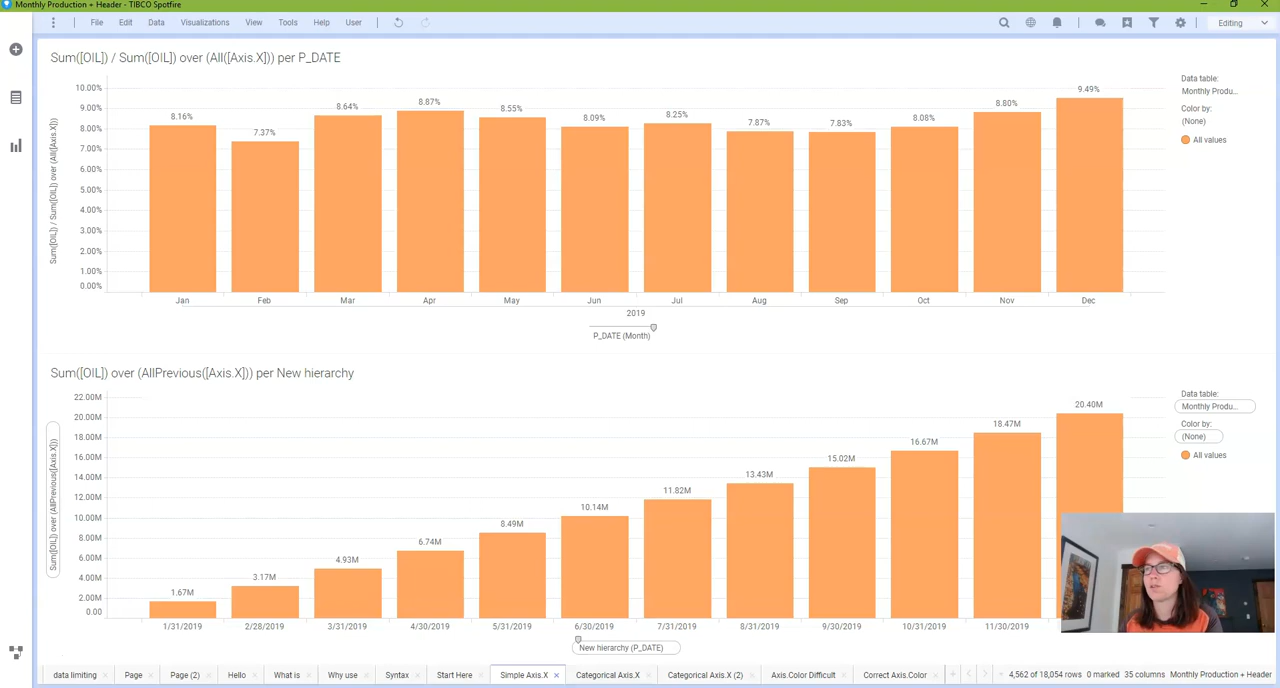 Monthly Production + Header - TIBCO Spotfire
File Edit Data Visualizations View Tools Help User
Editing
Sum([OIL]) / Sum([OIL]) over (All([Axis.X])) per P_DATE
Sum([OIL]) / Sum([OIL]) over (All([Axis.X]))
10.00%
9.00%
8.00%
7.00%
6.00%
5.00%
4.00%
3.00%
2.00%
1.00%
0.00%
8.16% 7.37% 8.64% 8.87% 8.55% 8.09% 8.25% 7.87% 7.83% 8.08% 8.80% 9.49%
Jan Feb Mar Apr May Jun Jul Aug Sep Oct Nov Dec
2019
P_DATE (Month)
Data table:
Monthly Produ...
Color by:
(None)
All values
Sum([OIL]) over (AllPrevious([Axis.X])) per New hierarchy
Sum([OIL]) over (AllPrevious([Axis.X]))
22.00M
20.00M
18.00M
16.00M
14.00M
12.00M
10.00M
8.00M
6.00M
4.00M
2.00M
0.00
1.67M 3.17M 4.93M 6.74M 8.49M 10.14M 11.82M 13.43M 15.02M 16.67M 18.47M 20.40M
1/31/2019 2/28/2019 3/31/2019 4/30/2019 5/31/2019 6/30/2019 7/31/2019 8/31/2019 9/30/2019 10/31/2019 11/30/2019
New hierarchy (P_DATE)
Data table:
Monthly Produ...
Color by:
(None)
All values
data limiting Page Page (2) Hello What is Why use Syntax Start Here Simple Axis.X Categorical Axis.X Categorical Axis.X (2) Axis.Color Difficult Correct Axis.Color 4,562 of 18,054 rows 0 marked 35 columns Monthly Production + Header